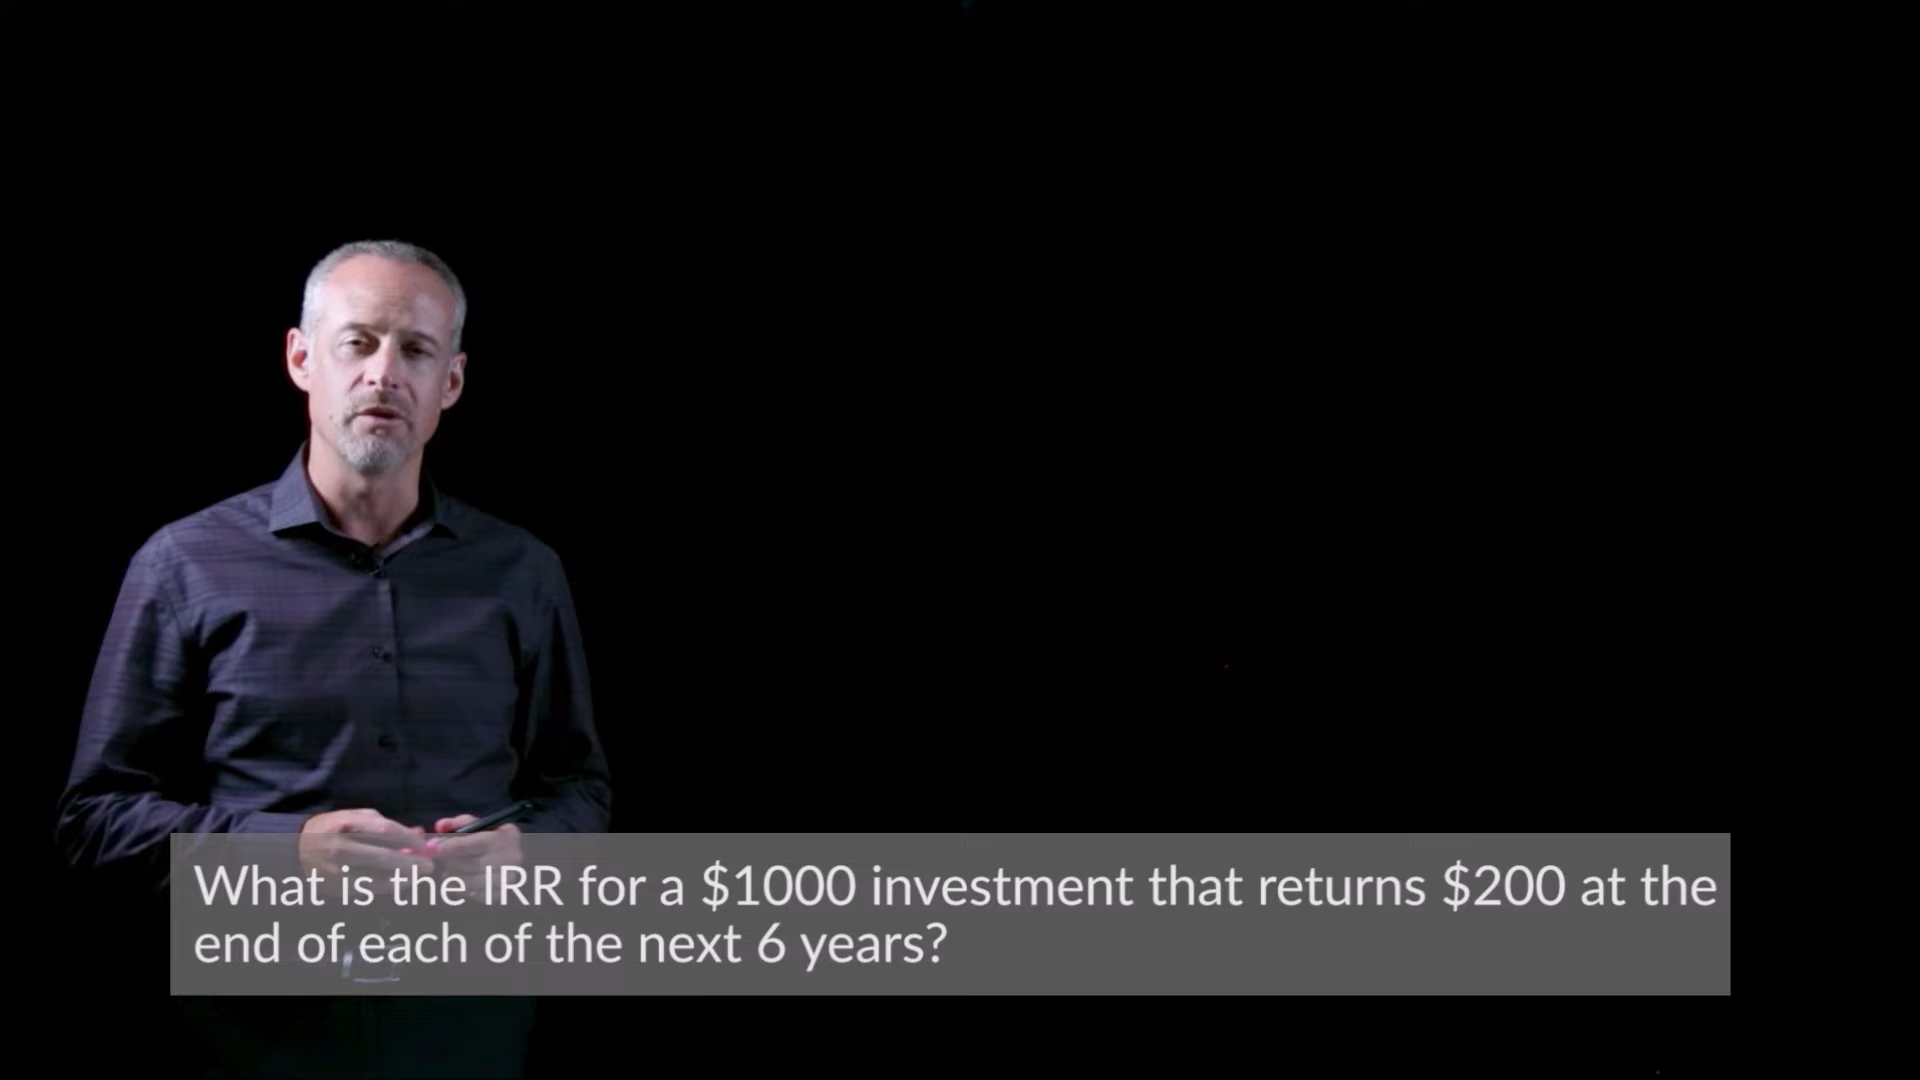 What is the IRR for a $1000 investment that returns $200 at the
end of each of the next 6 years?